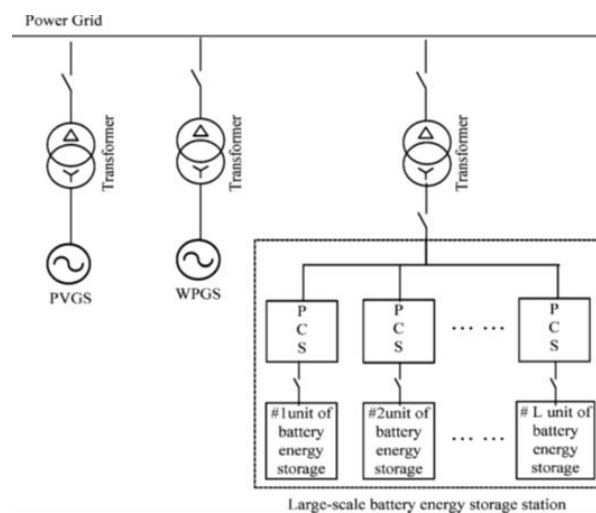 Power Grid
Transformer
Transformer
Transformer
PVGS
WPGS
P
C
S
P
C
S
... ...
P
C
S
#1unit of
battery
energy
storage
#2unit of
battery
energy
storage
... ...
# L unit of
battery
energy
storage
Large-scale battery energy storage station